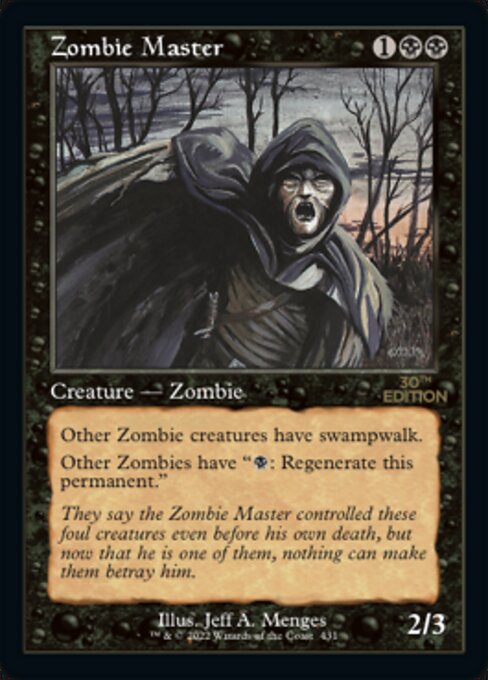 Zombie Master 1
Creature — Zombie
30TH
EDITION
Other Zombie creatures have swampwalk.
Other Zombies have “: Regenerate this
permanent.”
They say the Zombie Master controlled these
foul creatures even before his own death, but
now that he is one of them, nothing can make
them betray him.
Illus. Jeff A. Menges
™ & © 2022 Wizards of the Coast 431
2/3